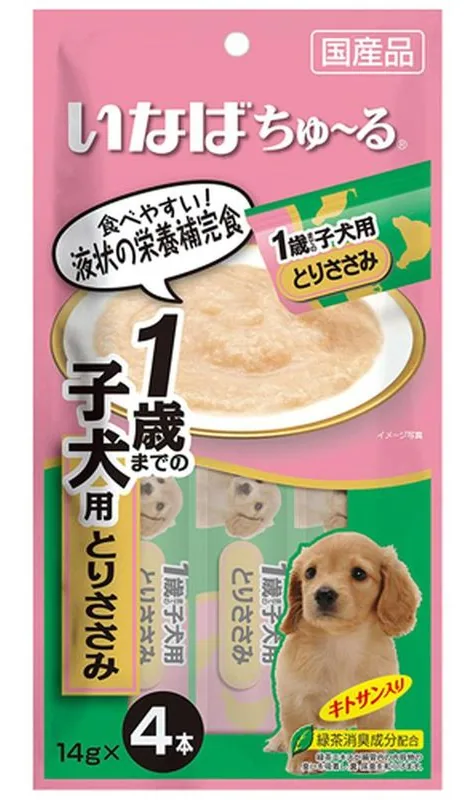 国産品
いなばちゅ〜る®
食べやすい!
液状の栄養補完食
1歳までの子犬用
とりささみ
イメージ写真
1歳までの
子犬用
とりささみ
1歳までの子犬用
とりささみ
1歳までの子犬用
とりささみ
キトサン入り
緑茶消臭成分配合
14g×4本